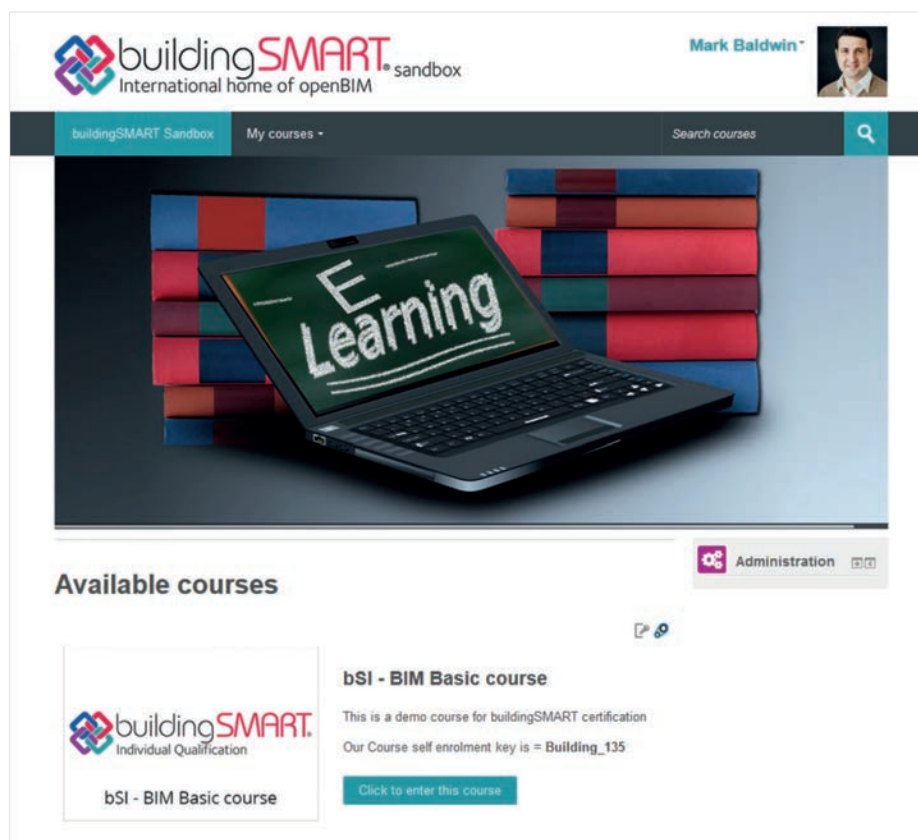 buildingSMART® sandbox
International home of openBIM
Mark Baldwin
buildingSMART Sandbox
My courses
Search courses
E
Learning
Administration
Available courses
buildingSMART®
Individual Qualification
bSI - BIM Basic course
bSI - BIM Basic course
This is a demo course for buildingSMART certification
Our Course self enrolment key is = Building_135
Click to enter this course